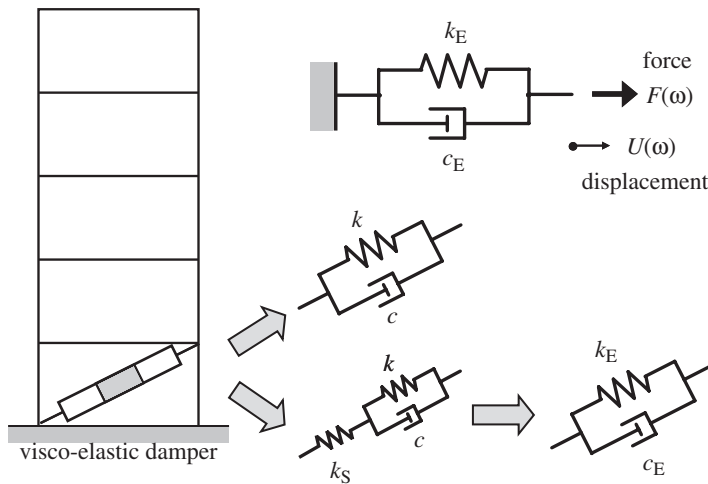 k_E
force
F(ω)
c_E
U(ω)
displacement
k
c
k
k_E
c
visco-elastic damper
k_S
c_E